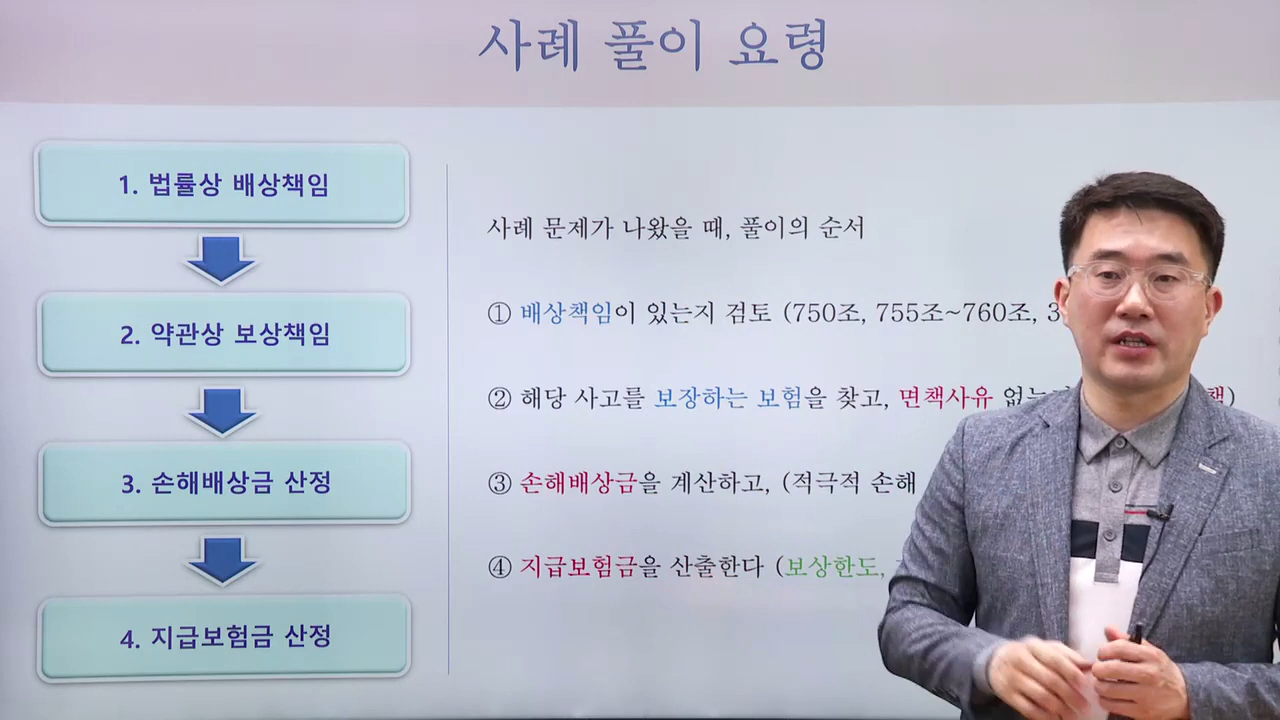 사례 풀이 요령
1. 법률상 배상책임
2. 약관상 보상책임
3. 손해배상금 산정
4. 지급보험금 산정
사례 문제가 나왔을 때, 풀이의 순서
① 배상책임이 있는지 검토 (750조, 755조~760조, 3
② 해당 사고를 보장하는 보험을 찾고, 면책사유 책)
③ 손해배상금을 계산하고, (적극적 손해
④ 지급보험금을 산출한다 (보상한도,